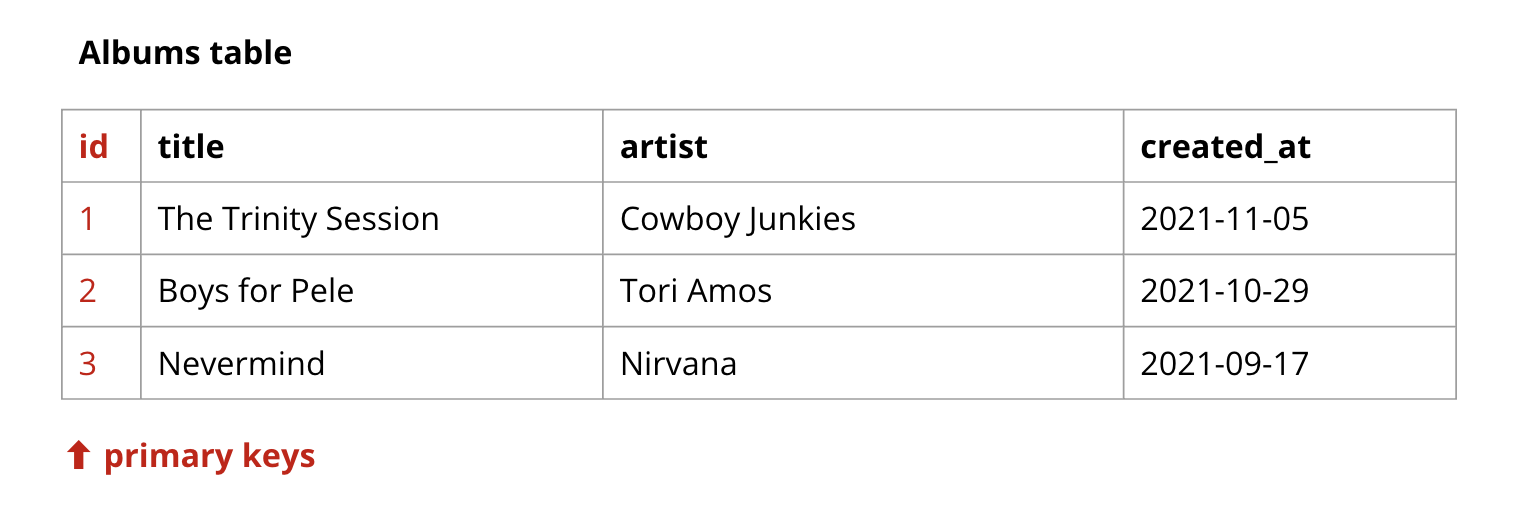 Albums table
id title artist created_at
1 The Trinity Session Cowboy Junkies 2021-11-05
2 Boys for Pele Tori Amos 2021-10-29
3 Nevermind Nirvana 2021-09-17
primary keys